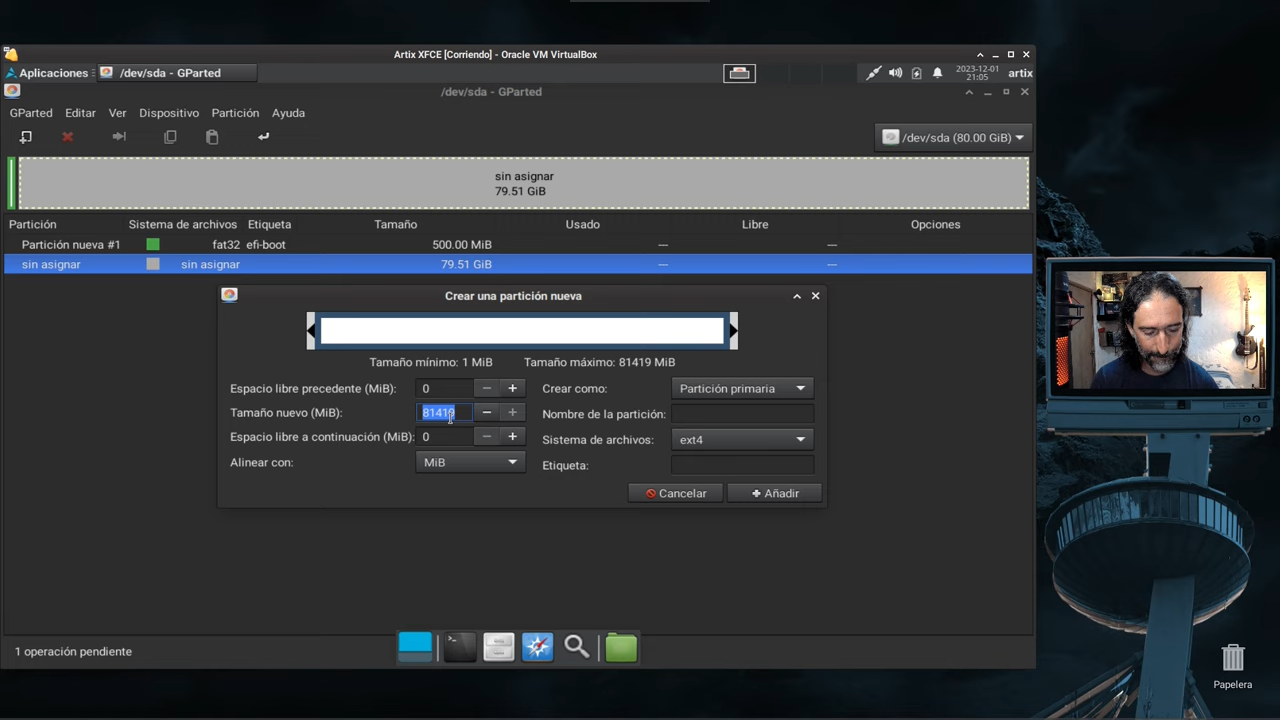 Artix XFCE [Corriendo] - Oracle VM VirtualBox
Aplicaciones
/dev/sda - GParted
2023-12-01
21:05
artix
/dev/sda - GParted
GParted Editar Ver Dispositivo Partición Ayuda
/dev/sda (80.00 GiB)
sin asignar
79.51 GiB
Partición Sistema de archivos Etiqueta Tamaño Usado Libre Opciones
Partición nueva #1 fat32 efi-boot 500.00 MiB --- ---
sin asignar sin asignar 79.51 GiB --- ---
Crear una partición nueva
Tamaño mínimo: 1 MiB Tamaño máximo: 81419 MiB
Espacio libre precedente (MiB): 0 Crear como: Partición primaria
Tamaño nuevo (MiB): 81419 Nombre de la partición:
Espacio libre a continuación (MiB): 0 Sistema de archivos: ext4
Alinear con: MiB Etiqueta:
Cancelar Añadir
1 operación pendiente
Papelera